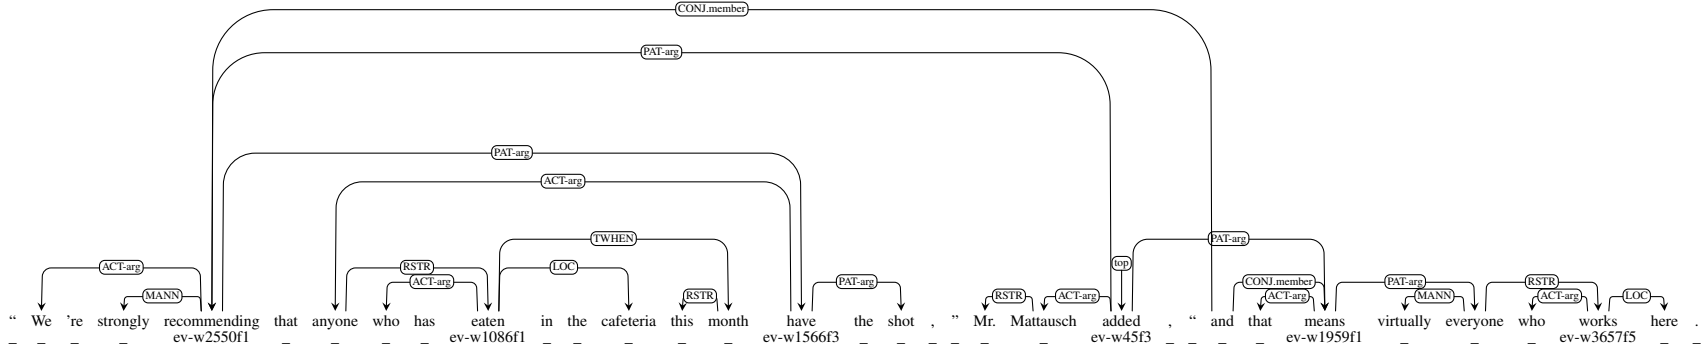 CONJ.member
PAT-arg
PAT-arg
ACT-arg
TWHEN PAT-arg
top
ACT-arg RSTR LOC
ACT-arg PAT-arg CONJ.member PAT-arg RSTR
MANN RSTR RSTR ACT-arg ACT-arg MANN ACT-arg LOC
“ We ’re strongly recommending that anyone who has eaten in the cafeteria this month have the shot , ” Mr. Mattausch added , “ and that means virtually everyone who works here .
_ _ _ _ ev-w2550f1 _ _ _ _ ev-w1086f1 _ _ _ _ _ ev-w1566f3 _ _ _ _ _ _ ev-w45f3 _ _ _ _ ev-w1959f1 _ _ _ ev-w3657f5 _ _